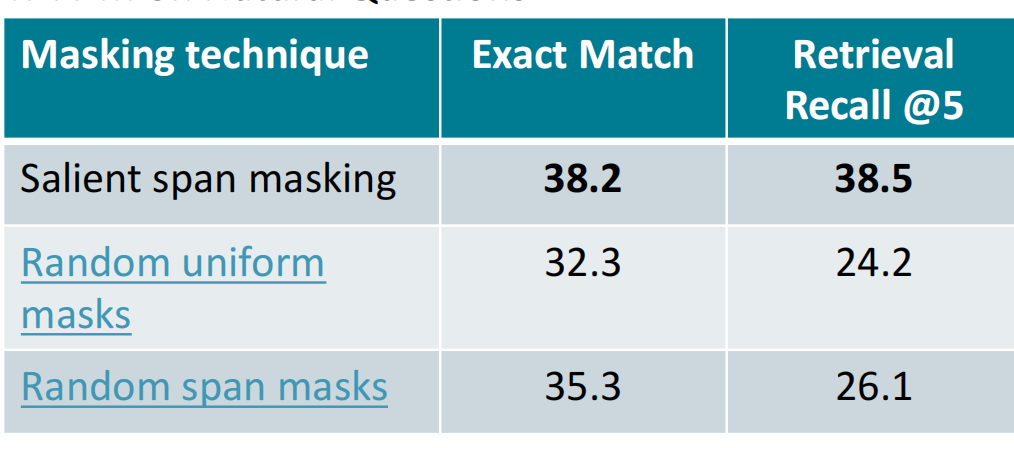 Masking technique Exact Match Retrieval
Recall @5
Salient span masking 38.2 38.5
Random uniform 32.3 24.2
masks
Random span masks 35.3 26.1